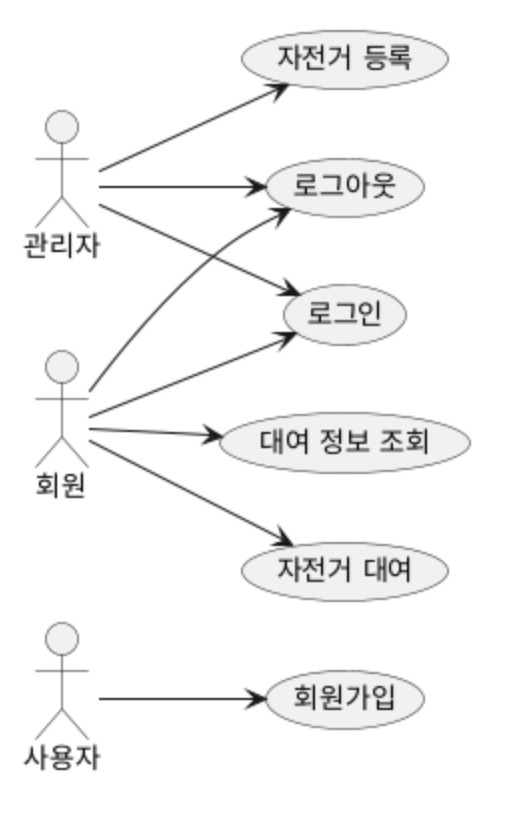 자전거 등록
로그아웃
관리자
로그인
대여 정보 조회
회원
자전거 대여
회원가입
사용자